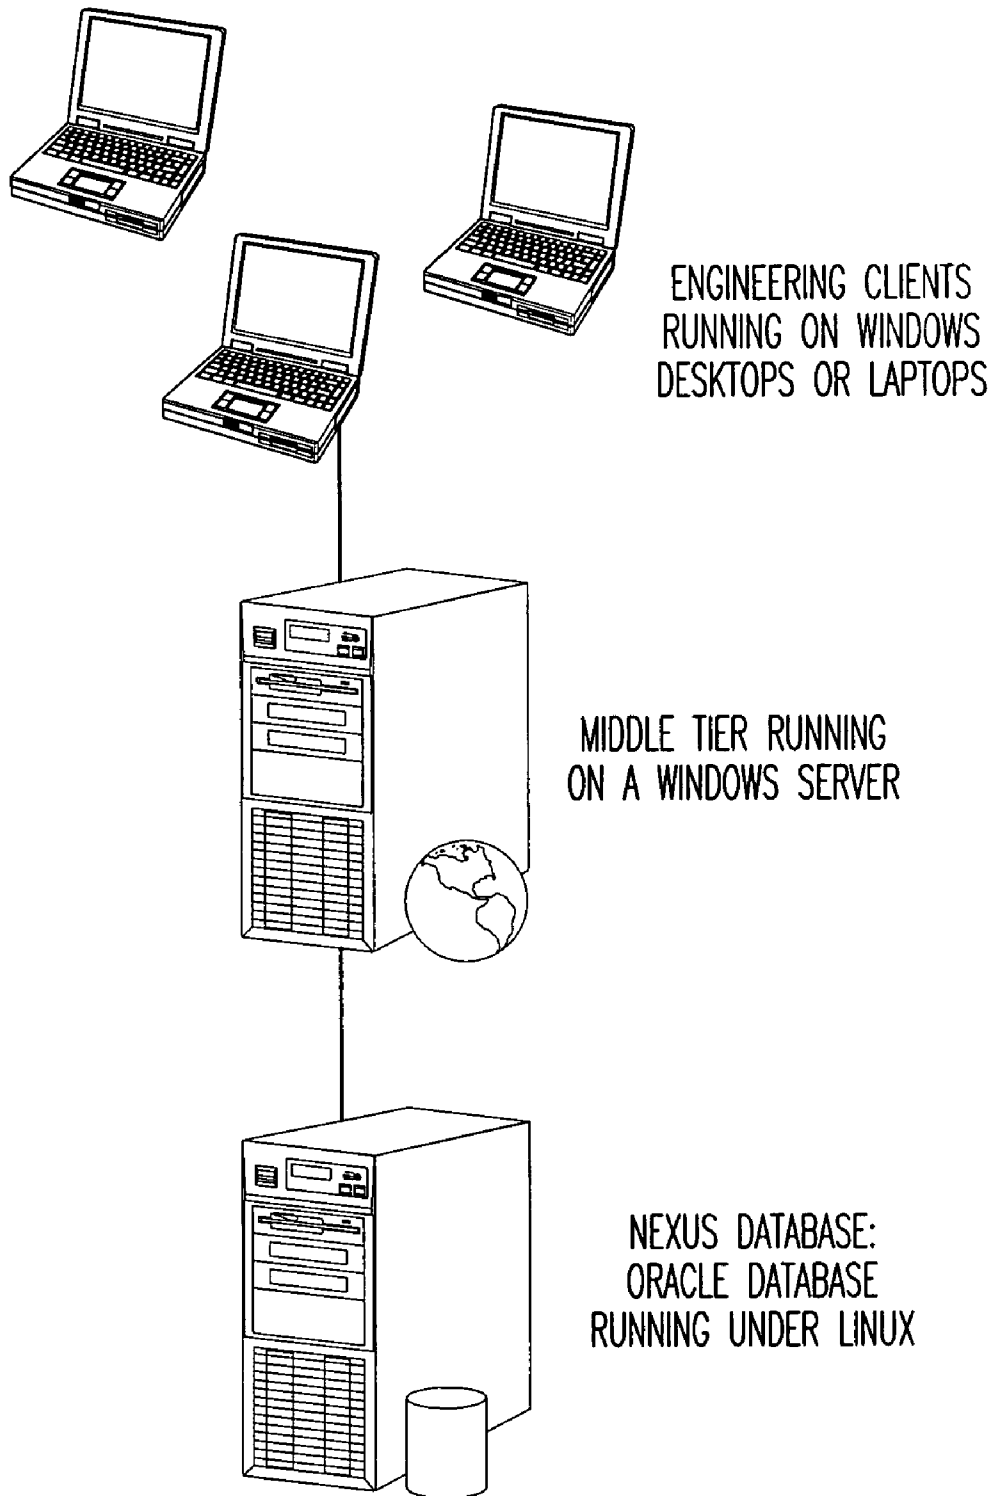 ENGINEERING CLIENTS
RUNNING ON WINDOWS
DESKTOPS OR LAPTOPS
MIDDLE TIER RUNNING
ON A WINDOWS SERVER
NEXUS DATABASE:
ORACLE DATABASE
RUNNING UNDER LINUX